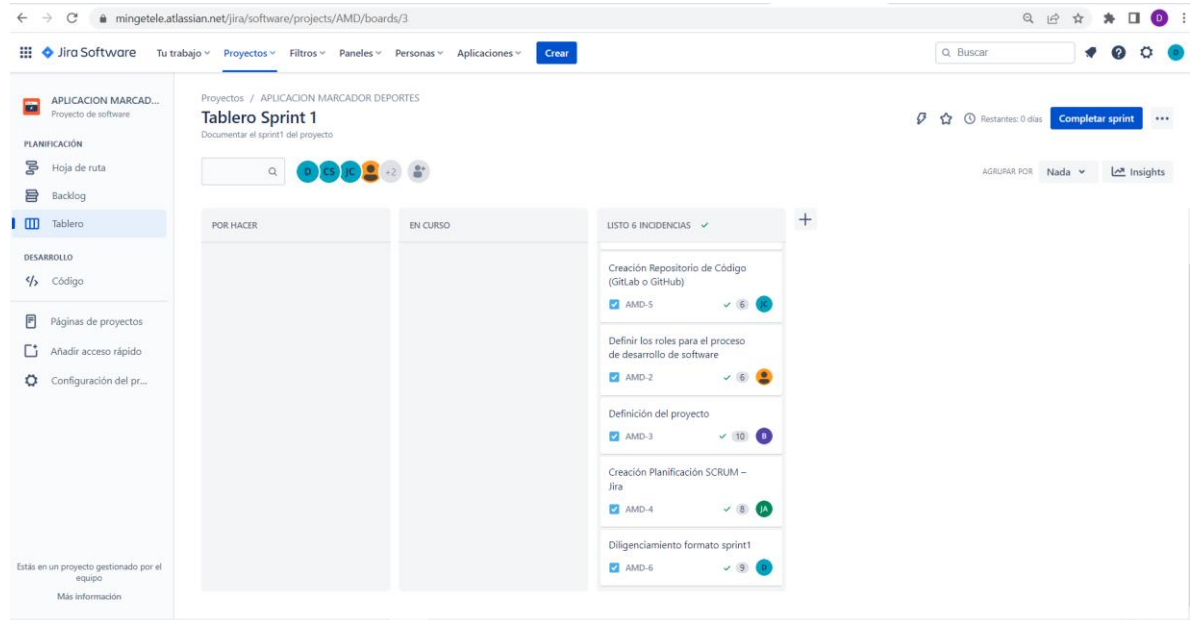 mingetele.atlassian.net/jira/software/projects/AMD/boards/3
D
Jira Software Tu trabajo Proyectos Filtros Paneles Personas Aplicaciones Crear Buscar D
APLICACION MARCAD...
Proyecto de software
PLANIFICACIÓN
Hoja de ruta
Backlog
Tablero
DESARROLLO
Código
Páginas de proyectos
Añadir acceso rápido
Configuración del pr...
Estás en un proyecto gestionado por el
equipo
Más información
Proyectos / APLICACION MARCADOR DEPORTES
Tablero Sprint 1
Documentar el sprint1 del proyecto
Restantes: 0 días Completar sprint
D CS JC +2
AGRUPAR POR Nada Insights
POR HACER
EN CURSO
LISTO 6 INCIDENCIAS
Creación Repositorio de Código
(GitLab o GitHub)
AMD-5 6 JC
Definir los roles para el proceso
de desarrollo de software
AMD-2 6
Definición del proyecto
AMD-3 10 B
Creación Planificación SCRUM –
Jira
AMD-4 8 JA
Diligenciamiento formato sprint1
AMD-6 9 D